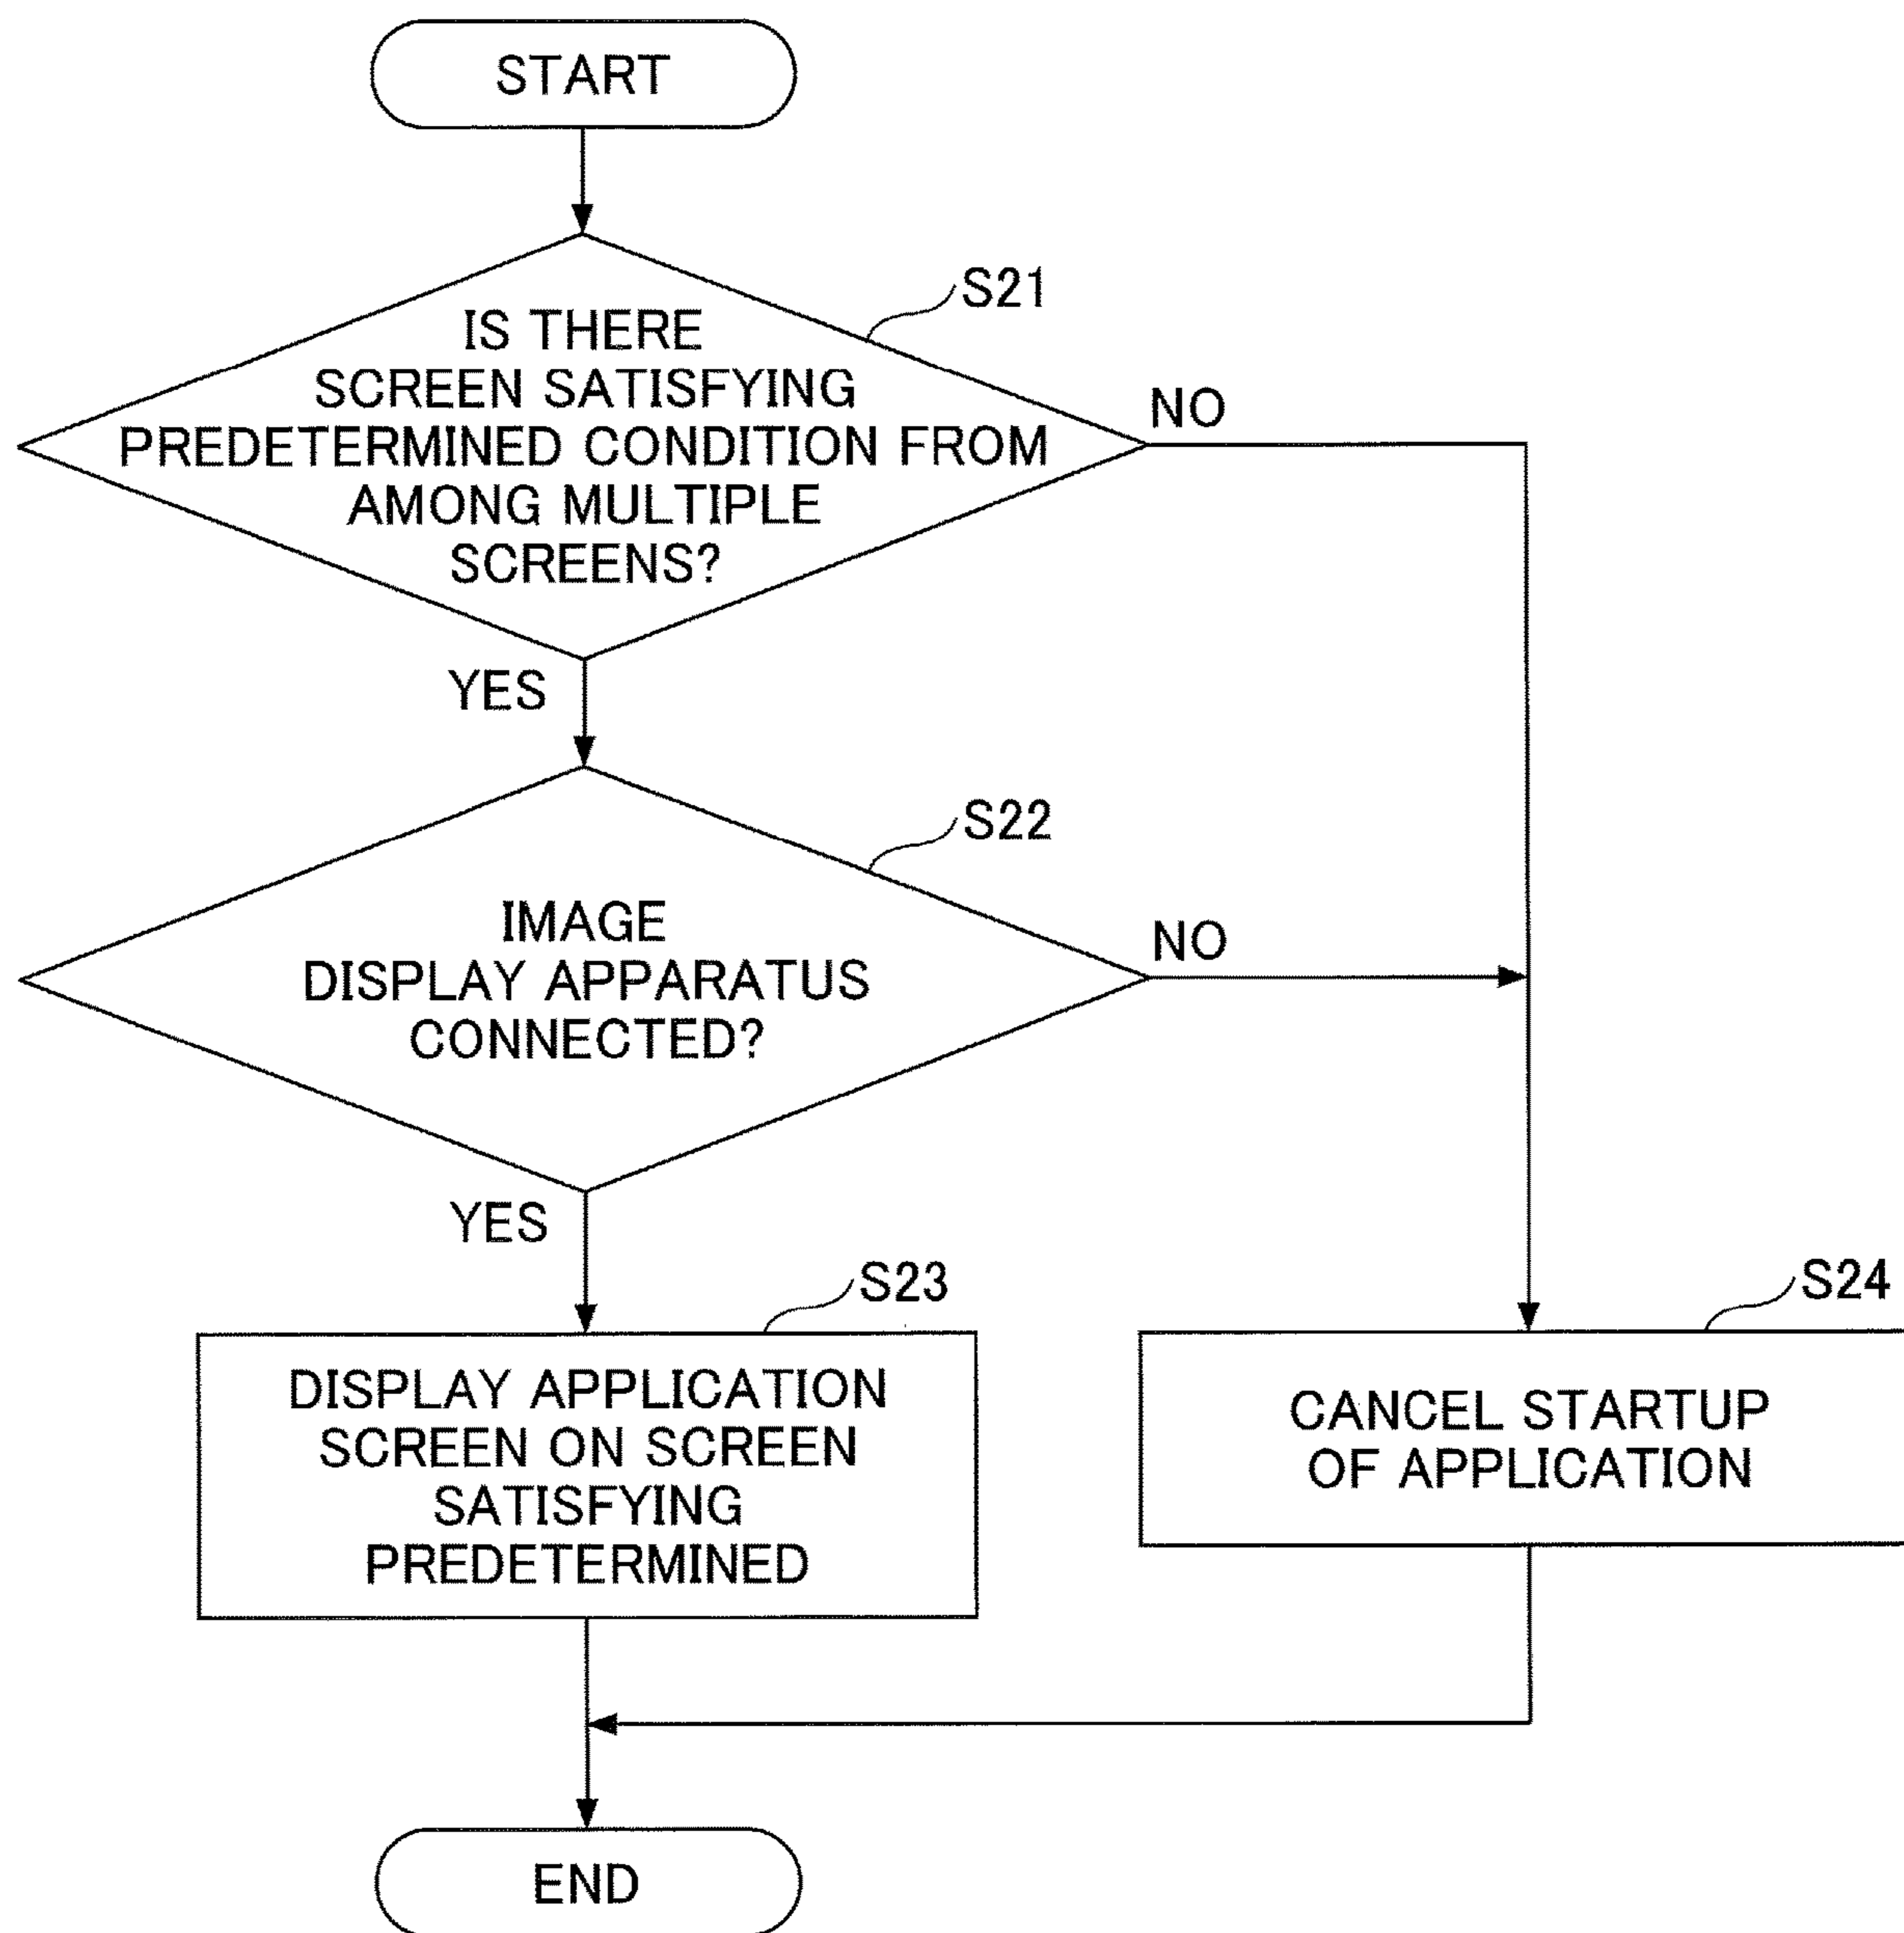 START
S21
IS THERE
SCREEN SATISFYING
PREDETERMINED CONDITION FROM
AMONG MULTIPLE
SCREENS?
NO
YES
S22
IMAGE
DISPLAY APPARATUS
CONNECTED?
NO
YES
S23
DISPLAY APPLICATION
SCREEN ON SCREEN
SATISFYING
PREDETERMINED
S24
CANCEL STARTUP
OF APPLICATION
END